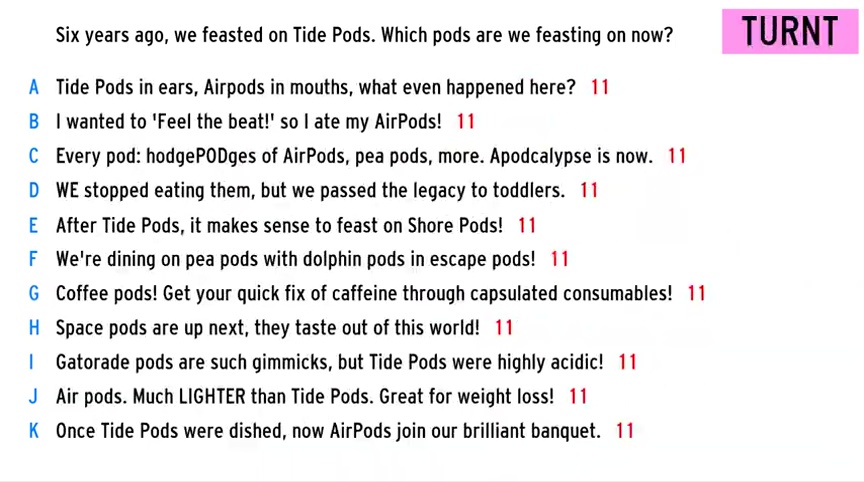 Six years ago, we feasted on Tide Pods. Which pods are we feasting on now?
TURNT
A Tide Pods in ears, Airpods in mouths, what even happened here? 11
B I wanted to 'Feel the beat!' so I ate my AirPods! 11
C Every pod: hodgePODges of AirPods, pea pods, more. Apodcalypse is now. 11
D WE stopped eating them, but we passed the legacy to toddlers. 11
E After Tide Pods, it makes sense to feast on Shore Pods! 11
F We're dining on pea pods with dolphin pods in escape pods! 11
G Coffee pods! Get your quick fix of caffeine through capsulated consumables! 11
H Space pods are up next, they taste out of this world! 11
I Gatorade pods are such gimmicks, but Tide Pods were highly acidic! 11
J Air pods. Much LIGHTER than Tide Pods. Great for weight loss! 11
K Once Tide Pods were dished, now AirPods join our brilliant banquet. 11